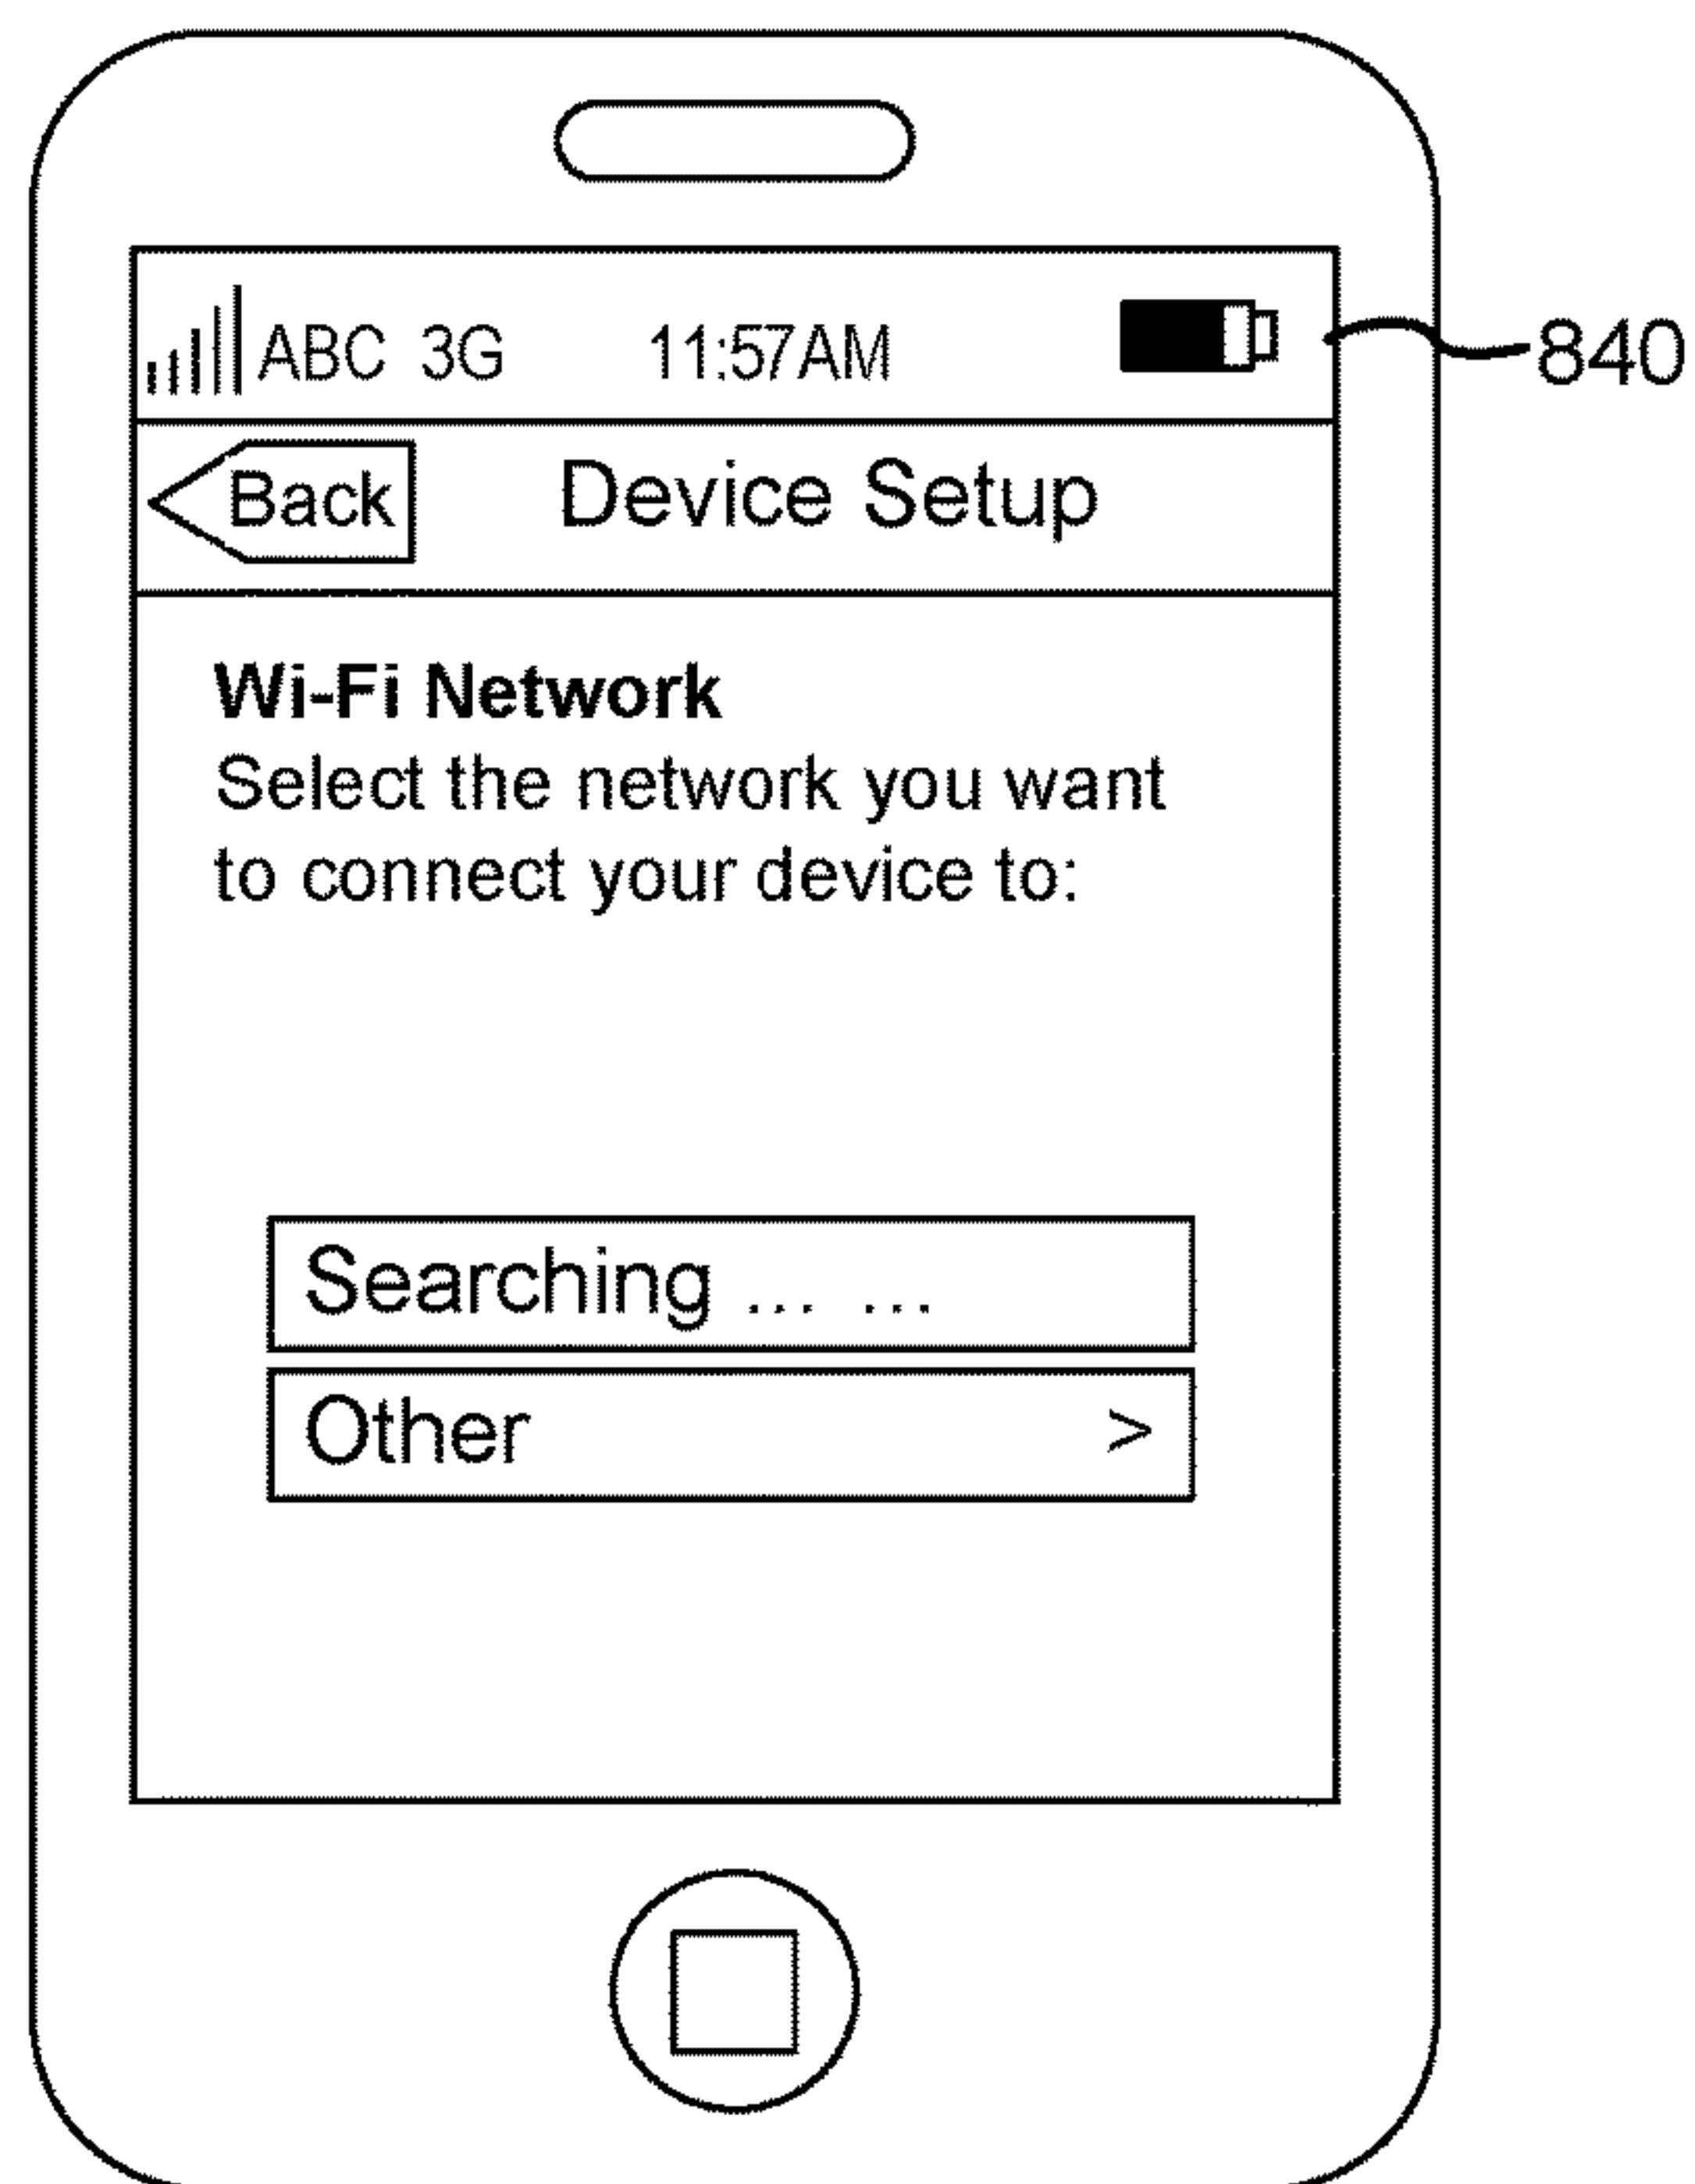 ABC 3G 11:57AM
840
Back Device Setup
Wi-Fi Network
Select the network you want
to connect your device to:
Searching ... ...
Other >